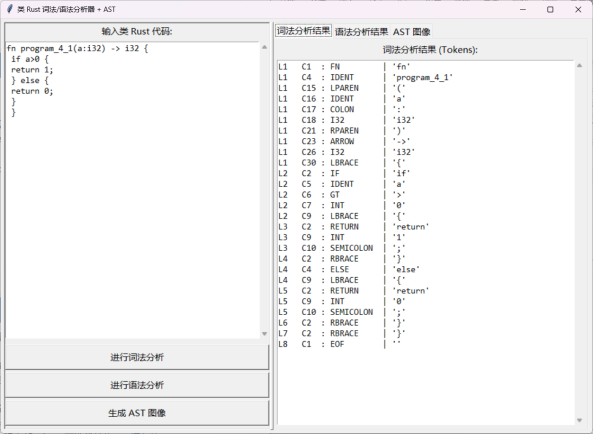 类 Rust 词法/语法分析器 + AST
输入类 Rust 代码:
fn program_4_1(a:i32) -> i32 {
 if a>0 {
 return 1;
 } else {
 return 0;
 }
 }
进行词法分析
进行语法分析
生成 AST 图像
词法分析结果 语法分析结果 AST 图像
词法分析结果 (Tokens):
L1   C1  : FN         | 'fn'
L1   C4  : IDENT      | 'program_4_1'
L1   C15 : LPAREN     | '('
L1   C16 : IDENT      | 'a'
L1   C17 : COLON      | ':'
L1   C18 : I32        | 'i32'
L1   C21 : RPAREN     | ')'
L1   C23 : ARROW      | '->'
L1   C26 : I32        | 'i32'
L1   C30 : LBRACE     | '{'
L2   C2  : IF         | 'if'
L2   C5  : IDENT      | 'a'
L2   C6  : GT         | '>'
L2   C7  : INT        | '0'
L2   C9  : LBRACE     | '{'
L3   C2  : RETURN     | 'return'
L3   C9  : INT        | '1'
L3   C10 : SEMICOLON  | ';'
L4   C2  : RBRACE     | '}'
L4   C4  : ELSE       | 'else'
L4   C9  : LBRACE     | '{'
L5   C2  : RETURN     | 'return'
L5   C9  : INT        | '0'
L5   C10 : SEMICOLON  | ';'
L6   C2  : RBRACE     | '}'
L7   C2  : RBRACE     | '}'
L8   C1  : EOF        | ''